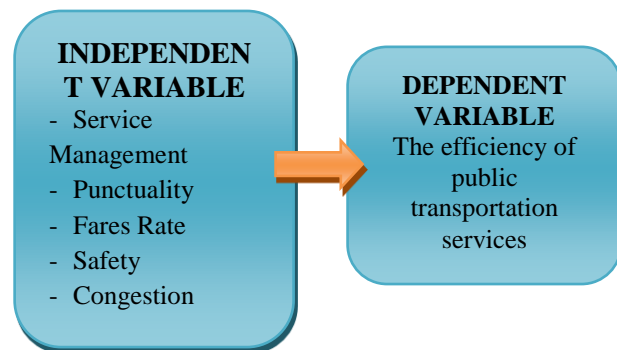 INDEPENDEN
T VARIABLE
- Service
Management
- Punctuality
- Fares Rate
- Safety
- Congestion
DEPENDENT
VARIABLE
The efficiency of
public
transportation
services